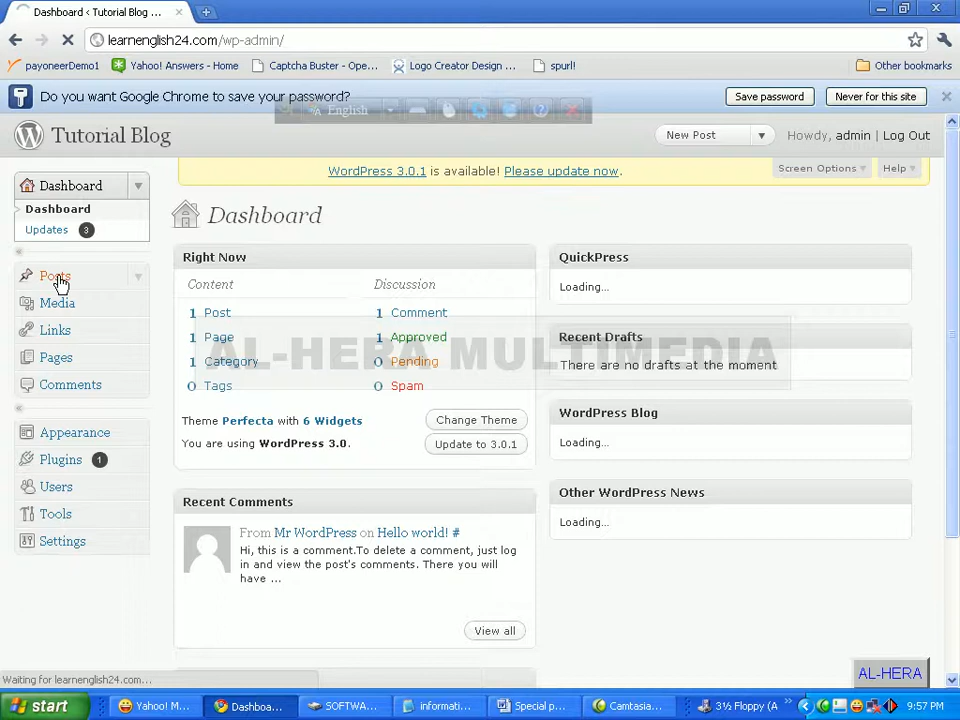 Dashboard < Tutorial Blog ...
learnenglish24.com/wp-admin/
payoneerDemo1 Yahoo! Answers - Home Captcha Buster - Ope... Logo Creator Design ... spurl! Other bookmarks
Do you want Google Chrome to save your password? Save password Never for this site
English
Tutorial Blog New Post Howdy, admin | Log Out
WordPress 3.0.1 is available! Please update now. Screen Options Help
Dashboard
Dashboard
Updates 3
Posts
Media
Links
Pages
Comments
Appearance
Plugins 1
Users
Tools
Settings
Dashboard
Right Now
Content Discussion
1 Post 1 Comment
1 Page 1 Approved
1 Category 0 Pending
0 Tags 0 Spam
Theme Perfecta with 6 Widgets Change Theme
You are using WordPress 3.0. Update to 3.0.1
Recent Comments
From Mr WordPress on Hello world! #
Hi, this is a comment.To delete a comment, just log
in and view the post's comments. There you will
have ...
View all
QuickPress
Loading...
Recent Drafts
There are no drafts at the moment
WordPress Blog
Loading...
Other WordPress News
Loading...
AL-HERA MULTIMEDIA
Waiting for learnenglish24.com...
AL-HERA
start Yahoo! M... Dashboa... SOFTWA... informati... Special p... Camtasia... 3½ Floppy (A 9:57 PM